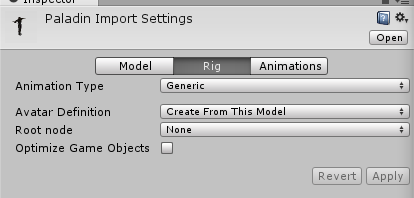 Inspector
Paladin Import Settings
Open
Model Rig Animations
Animation Type Generic
Avatar Definition Create From This Model
Root node None
Optimize Game Objects
Revert Apply